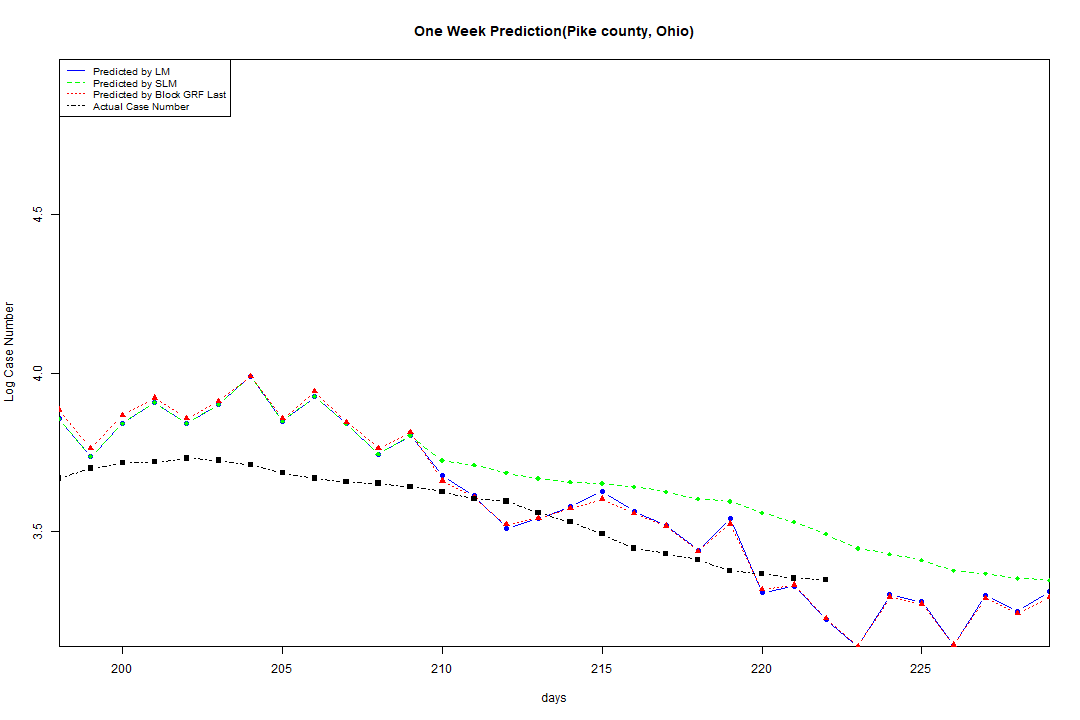 One Week Prediction(Pike county, Ohio)
Predicted by LM
Predicted by SLM
Predicted by Block GRF Last
Actual Case Number
4.5
4.0
3.5
Log Case Number
200 205 210 215 220 225
days